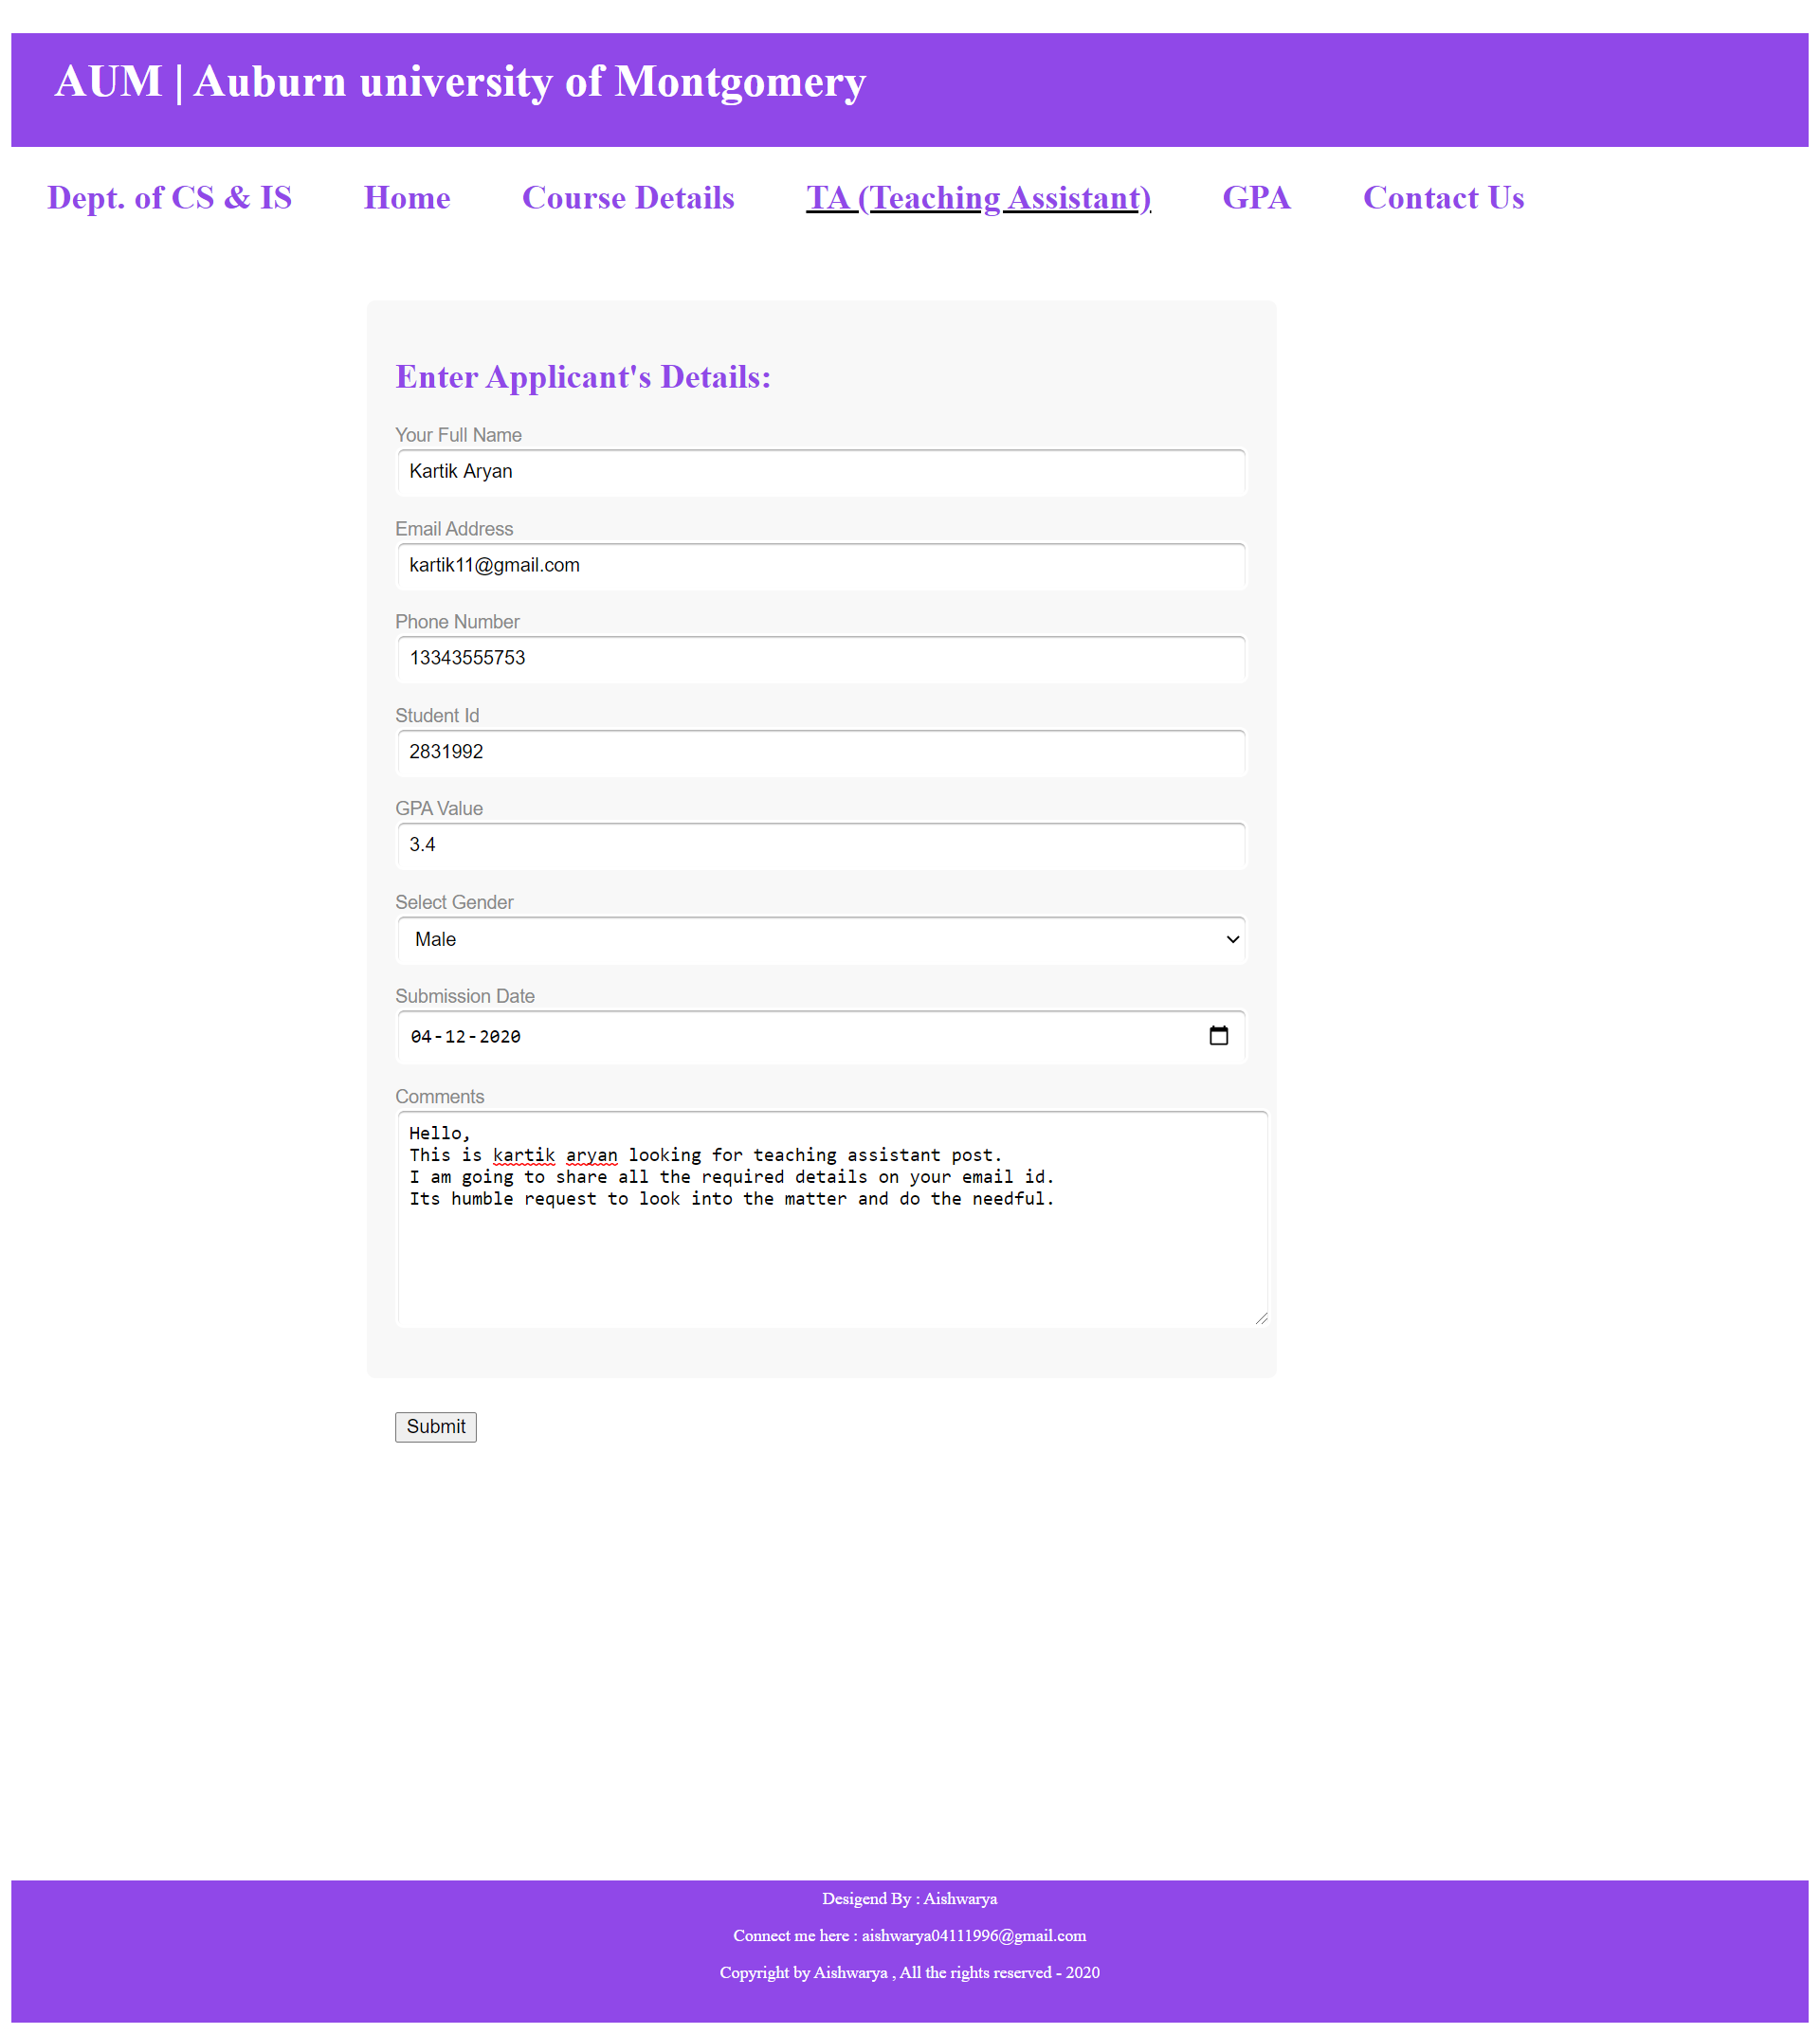 AUM | Auburn university of Montgomery
Dept. of CS & IS Home Course Details TA (Teaching Assistant) GPA Contact Us
Enter Applicant's Details:
Your Full Name
Kartik Aryan
Email Address
kartik11@gmail.com
Phone Number
13343555753
Student Id
2831992
GPA Value
3.4
Select Gender
Male
Submission Date
04-12-2020
Comments
Hello,
This is kartik aryan looking for teaching assistant post.
I am going to share all the required details on your email id.
Its humble request to look into the matter and do the needful.
Submit
Desigend By : Aishwarya
Connect me here : aishwarya04111996@gmail.com
Copyright by Aishwarya , All the rights reserved - 2020